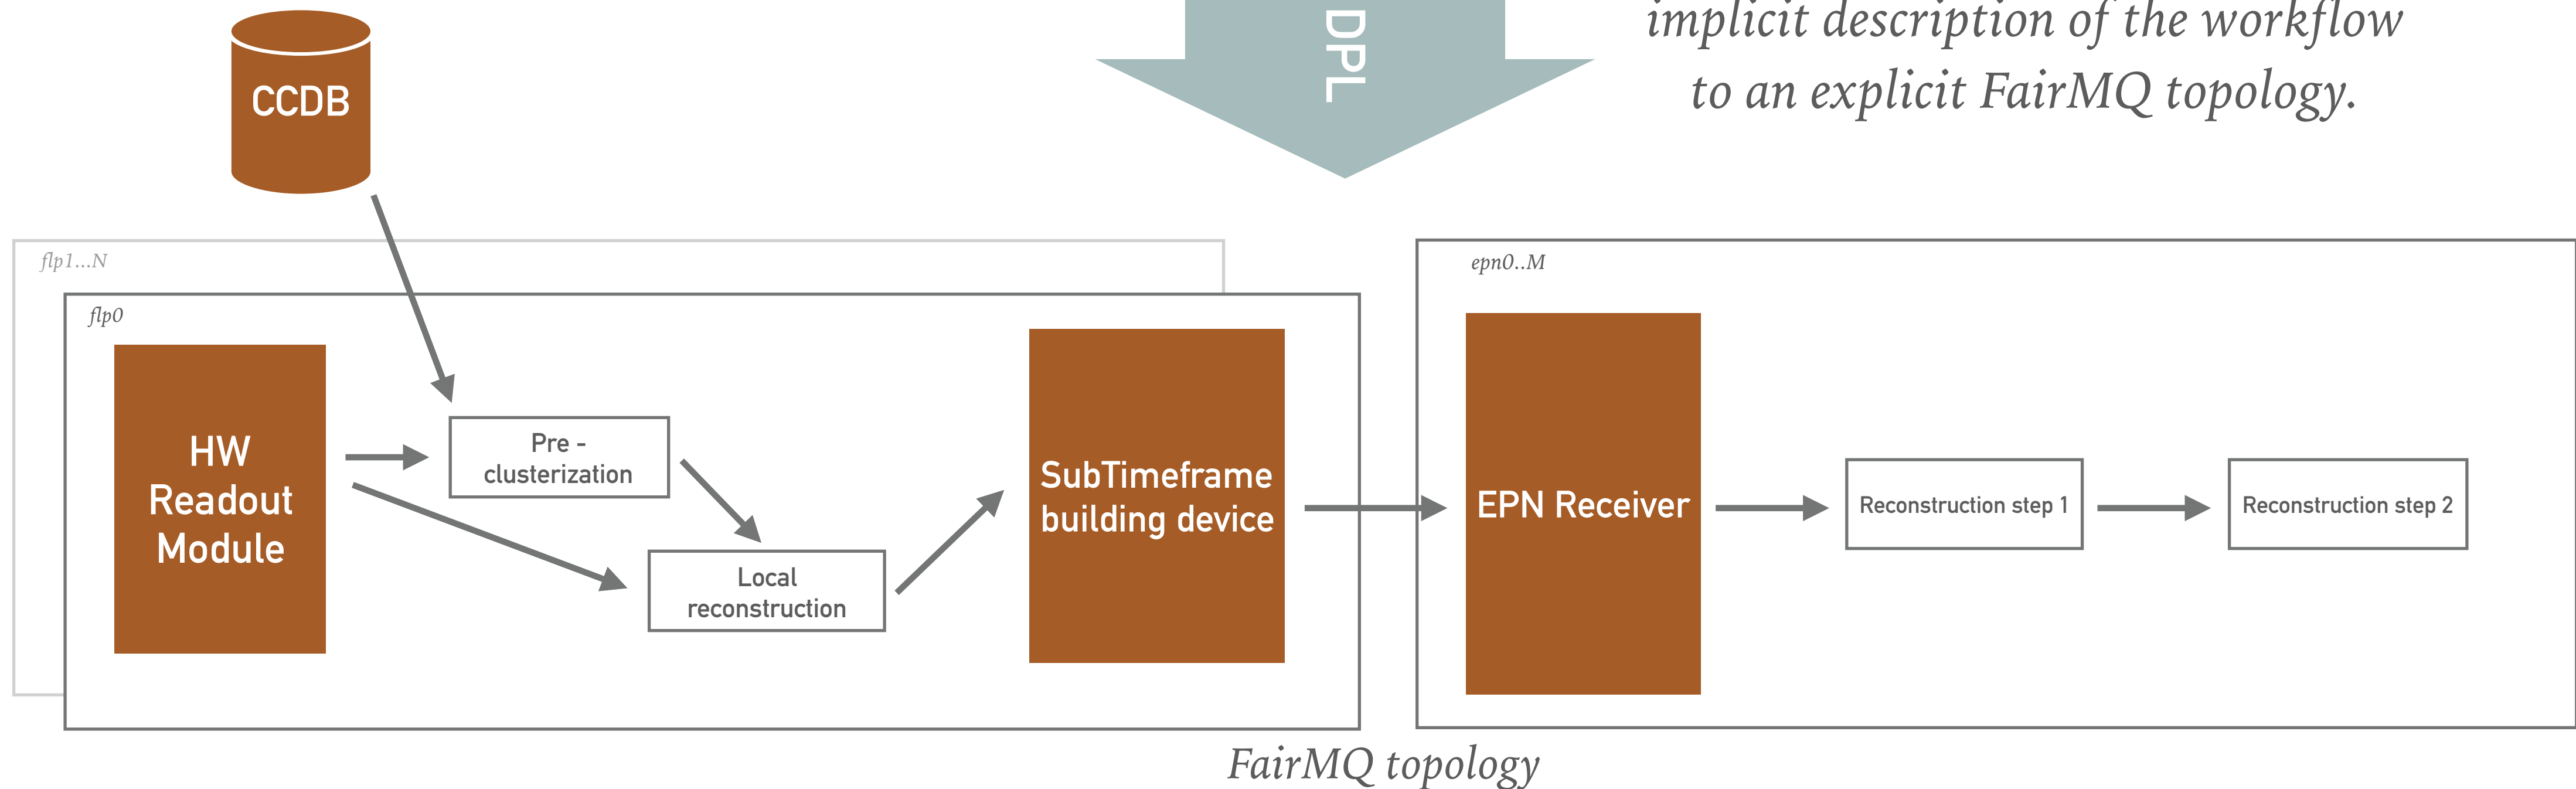 implicit description of the workflow
to an explicit FairMQ topology.
DPL
CCDB
flp1...N
flp0
HW
Readout
Module
Pre -
clusterization
Local
reconstruction
SubTimeframe
building device
epn0..M
EPN Receiver
Reconstruction step 1
Reconstruction step 2
FairMQ topology